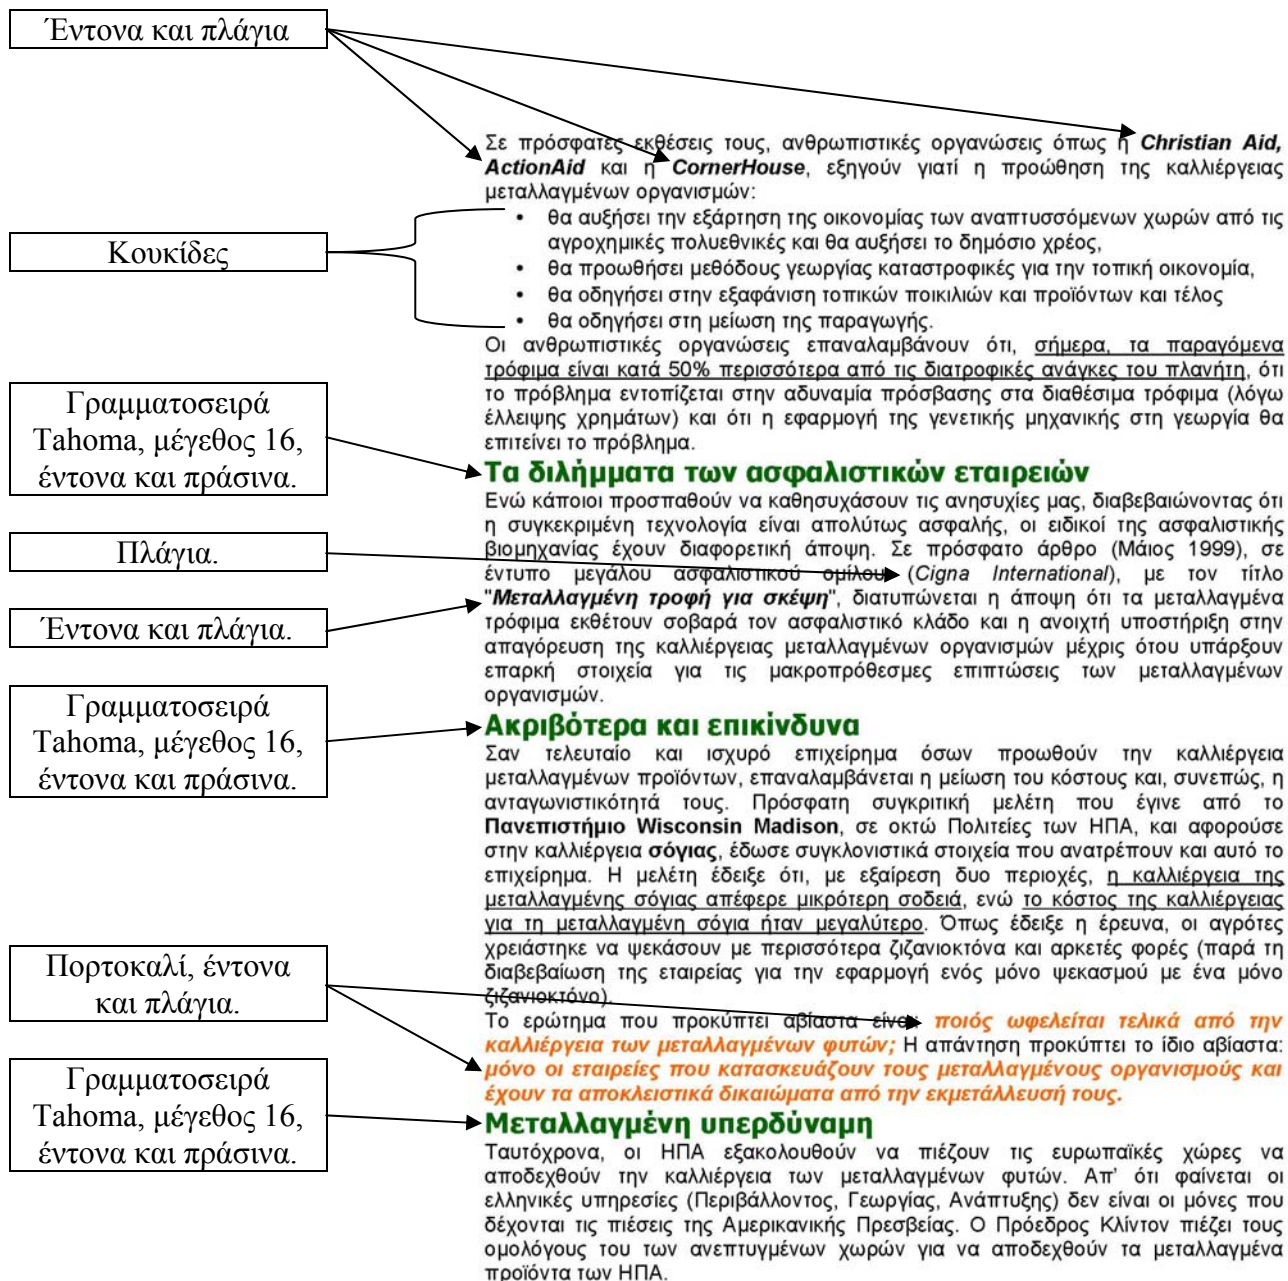 Έντονα και πλάγια
Σε πρόσφατες εκθέσεις τους, ανθρωπιστικές οργανώσεις όπως η Christian Aid,
ActionAid και η CornerHouse, εξηγούν γιατί η προώθηση της καλλιέργειας
μεταλλαγμένων οργανισμών:
Κουκίδες
• θα αυξήσει την εξάρτηση της οικονομίας των αναπτυσσόμενων χωρών από τις
αγροχημικές πολυεθνικές και θα αυξήσει το δημόσιο χρέος,
• θα προωθήσει μεθόδους γεωργίας καταστροφικές για την τοπική οικονομία,
• θα οδηγήσει στην εξαφάνιση τοπικών ποικιλιών και προϊόντων και τέλος
• θα οδηγήσει στη μείωση της παραγωγής.
Οι ανθρωπιστικές οργανώσεις επαναλαμβάνουν ότι, σήμερα, τα παραγόμενα
τρόφιμα είναι κατά 50% περισσότερα από τις διατροφικές ανάγκες του πλανήτη, ότι
το πρόβλημα εντοπίζεται στην αδυναμία πρόσβασης στα διαθέσιμα τρόφιμα (λόγω
έλλειψης χρημάτων) και ότι η εφαρμογή της γενετικής μηχανικής στη γεωργία θα
επιτείνει το πρόβλημα.
Γραμματοσειρά
Tahoma, μέγεθος 16,
έντονα και πράσινα.
Τα διλήμματα των ασφαλιστικών εταιρειών
Ενώ κάποιοι προσπαθούν να καθησυχάσουν τις ανησυχίες μας, διαβεβαιώνοντας ότι
η συγκεκριμένη τεχνολογία είναι απολύτως ασφαλής, οι ειδικοί της ασφαλιστικής
βιομηχανίας έχουν διαφορετική άποψη. Σε πρόσφατο άρθρο (Μάιος 1999), σε
έντυπο μεγάλου ασφαλιστικού ομίλου (Cigna International), με τον τίτλο
"Μεταλλαγμένη τροφή για σκέψη", διατυπώνεται η άποψη ότι τα μεταλλαγμένα
τρόφιμα εκθέτουν σοβαρά τον ασφαλιστικό κλάδο και η ανοιχτή υποστήριξη στην
απαγόρευση της καλλιέργειας μεταλλαγμένων οργανισμών μέχρις ότου υπάρξουν
επαρκή στοιχεία για τις μακροπρόθεσμες επιπτώσεις των μεταλλαγμένων
οργανισμών.
Πλάγια.
Έντονα και πλάγια.
Γραμματοσειρά
Tahoma, μέγεθος 16,
έντονα και πράσινα.
Ακριβότερα και επικίνδυνα
Σαν τελευταίο και ισχυρό επιχείρημα όσων προωθούν την καλλιέργεια
μεταλλαγμένων προϊόντων, επαναλαμβάνεται η μείωση του κόστους και, συνεπώς, η
ανταγωνιστικότητά τους. Πρόσφατη συγκριτική μελέτη που έγινε από το
Πανεπιστήμιο Wisconsin Madison, σε οκτώ Πολιτείες των ΗΠΑ, και αφορούσε
στην καλλιέργεια σόγιας, έδωσε συγκλονιστικά στοιχεία που ανατρέπουν και αυτό το
επιχείρημα. Η μελέτη έδειξε ότι, με εξαίρεση δυο περιοχές, η καλλιέργεια της
μεταλλαγμένης σόγιας απέφερε μικρότερη σοδειά, ενώ το κόστος της καλλιέργειας
για τη μεταλλαγμένη σόγια ήταν μεγαλύτερο. Όπως έδειξε η έρευνα, οι αγρότες
χρειάστηκε να ψεκάσουν με περισσότερα ζιζανιοκτόνα και αρκετές φορές (παρά τη
διαβεβαίωση της εταιρείας για την εφαρμογή ενός μόνο ψεκασμού με ένα μόνο
ζιζανιοκτόνο).
Πορτοκαλί, έντονα
και πλάγια.
Το ερώτημα που προκύπτει αβίαστα είναι: ποιός ωφελείται τελικά από την
καλλιέργεια των μεταλλαγμένων φυτών; Η απάντηση προκύπτει το ίδιο αβίαστα:
μόνο οι εταιρείες που κατασκευάζουν τους μεταλλαγμένους οργανισμούς και
έχουν τα αποκλειστικά δικαιώματα από την εκμετάλλευσή τους.
Γραμματοσειρά
Tahoma, μέγεθος 16,
έντονα και πράσινα.
Μεταλλαγμένη υπερδύναμη
Ταυτόχρονα, οι ΗΠΑ εξακολουθούν να πιέζουν τις ευρωπαϊκές χώρες να
αποδεχθούν την καλλιέργεια των μεταλλαγμένων φυτών. Απ' ότι φαίνεται οι
ελληνικές υπηρεσίες (Περιβάλλοντος, Γεωργίας, Ανάπτυξης) δεν είναι οι μόνες που
δέχονται τις πιέσεις της Αμερικανικής Πρεσβείας. Ο Πρόεδρος Κλίντον πιέζει τους
ομολόγους του των ανεπτυγμένων χωρών για να αποδεχθούν τα μεταλλαγμένα
προϊόντα των ΗΠΑ.